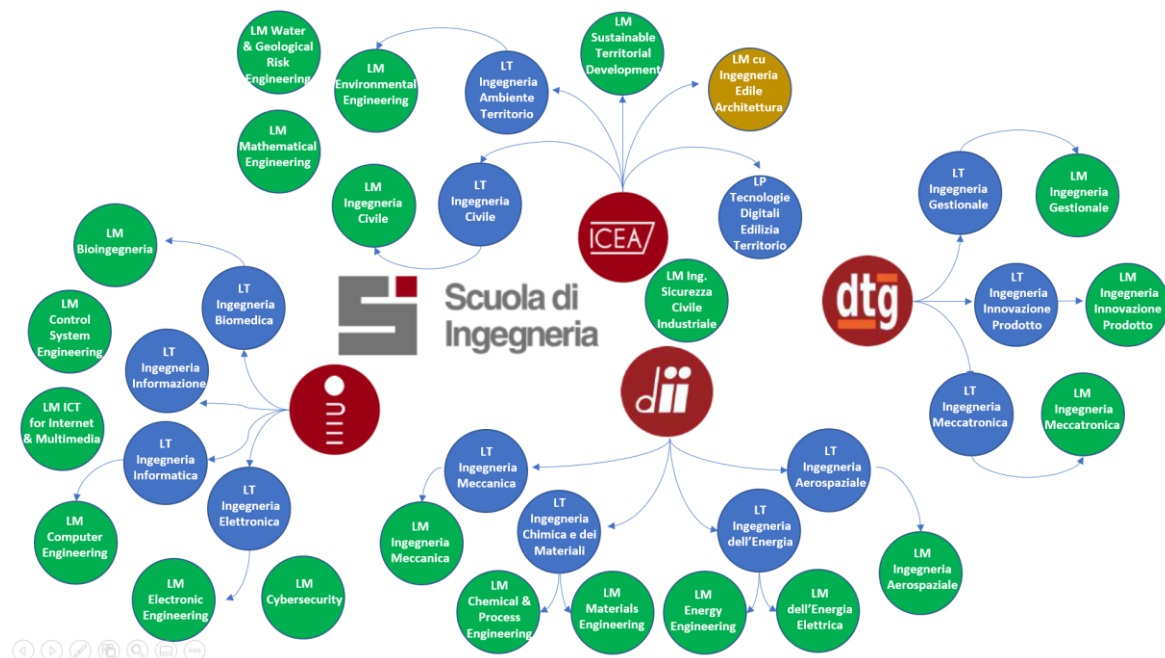 LM Water
& Geological
Risk
Engineering
LM
Environmental
Engineering
LT
Ingegneria
Ambiente
Territorio
LM
Sustainable
Territorial
Development
LM cu
Ingegneria
Edile
Architettura
LM
Mathematical
Engineering
LM
Ingegneria
Civile
LT
Ingegneria
Civile
LP
Tecnologie
Digitali
Edilizia
Territorio
LT
Ingegneria
Gestionale
LM
Ingegneria
Gestionale
ICEA
LM
Bioingegneria
LT
Ingegneria
Biomedica
Scuola di
Ingegneria
LM Ing.
Sicurezza
Civile
Industriale
dtg
LT
Ingegneria
Innovazione
Prodotto
LM
Ingegneria
Innovazione
Prodotto
LM
Control
System
Engineering
LT
Ingegneria
Informazione
dii
LT
Ingegneria
Meccatronica
LM
Ingegneria
Meccatronica
LM ICT
for Internet
& Multimedia
LT
Ingegneria
Informatica
LT
Ingegneria
Elettronica
LT
Ingegneria
Meccanica
LT
Ingegneria
Aerospaziale
LM
Computer
Engineering
LM
Ingegneria
Meccanica
LT
Ingegneria
Chimica e dei
Materiali
LT
Ingegneria
dell'Energia
LM
Ingegneria
Aerospaziale
LM
Electronic
Engineering
LM
Cybersecurity
LM
Chemical &
Process
Engineering
LM
Materials
Engineering
LM
Energy
Engineering
LM
dell'Energia
Elettrica